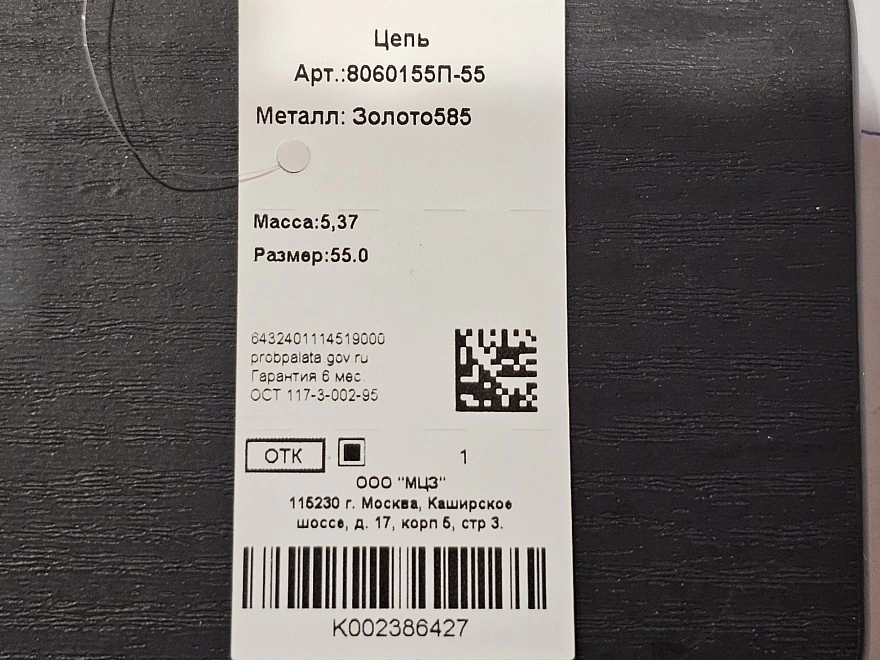 Цепь
Арт.:8060155П-55
Металл: Золото585
Масса:5,37
Размер:55.0
6432401114519000
probpalata gov.ru
Гарантия 6 мес.
ОСТ 117-3-002-95
ОТК 1
ООО "МЦЗ"
115230 г. Москва, Каширское
шоссе, д. 17, корп 5, стр 3.
K002386427